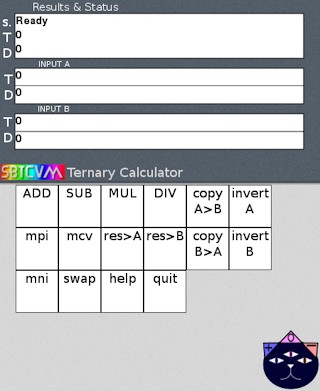 Results & Status
S. Ready
T 0
D 0
INPUT A
T 0
D 0
INPUT B
T 0
D 0
SBTCVM Ternary Calculator
ADD SUB MUL DIV copy A>B invert A
mpi mcv res>A res>B copy B>A invert B
mni swap help quit
+ 0 -